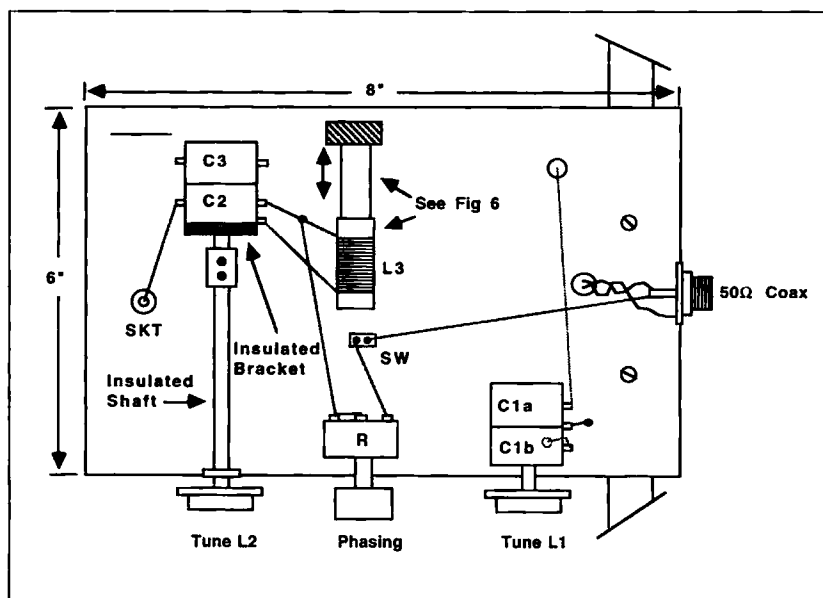 8"
C3
C2
See Fig 6
6"
L3
50Ω Coax
SKT
Insulated
Bracket
SW
Insulated
Shaft
C1a
R
C1b
Tune L2
Phasing
Tune L1